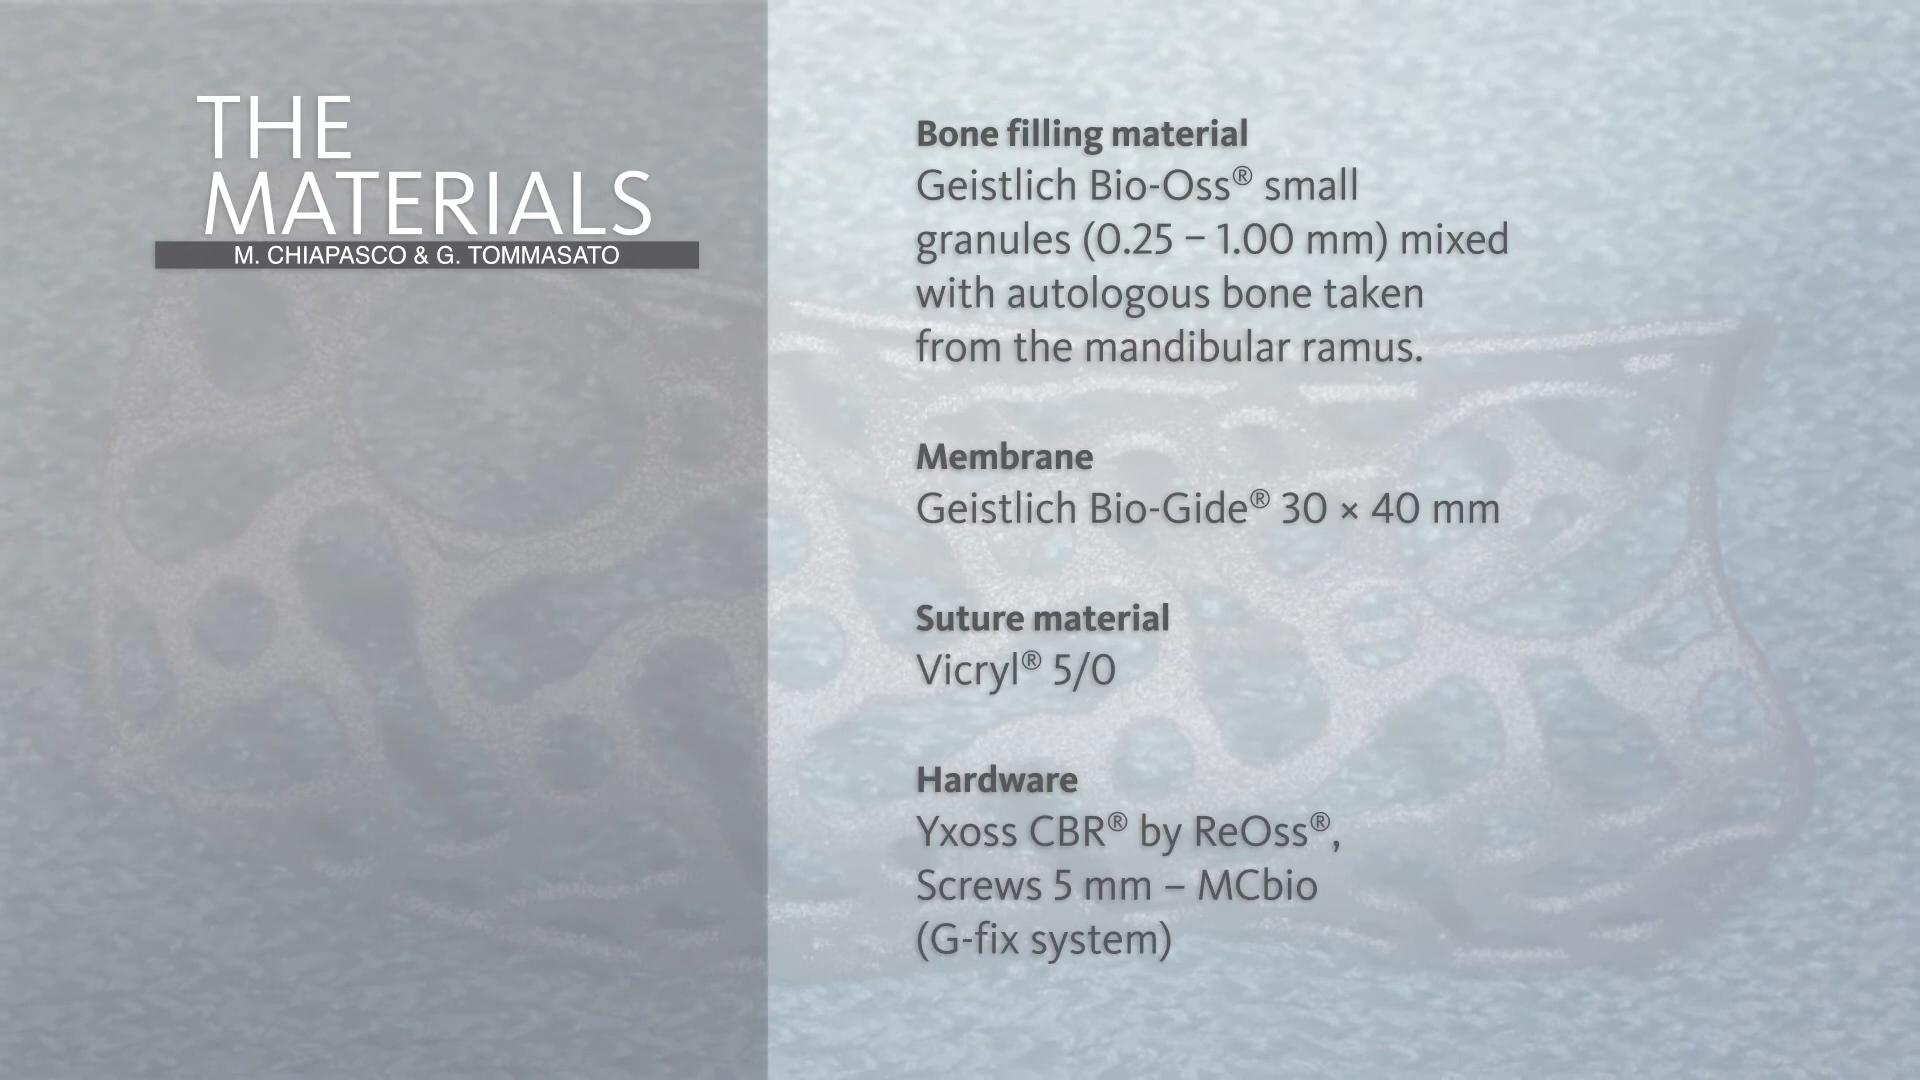 THE
MATERIALS
M. CHIAPASCO & G. TOMMASATO
Bone filling material
Geistlich Bio-Oss® small
granules (0.25 – 1.00 mm) mixed
with autologous bone taken
from the mandibular ramus.
Membrane
Geistlich Bio-Gide® 30 × 40 mm
Suture material
Vicryl® 5/0
Hardware
Yxoss CBR® by ReOss®,
Screws 5 mm – MCbio
(G-fix system)